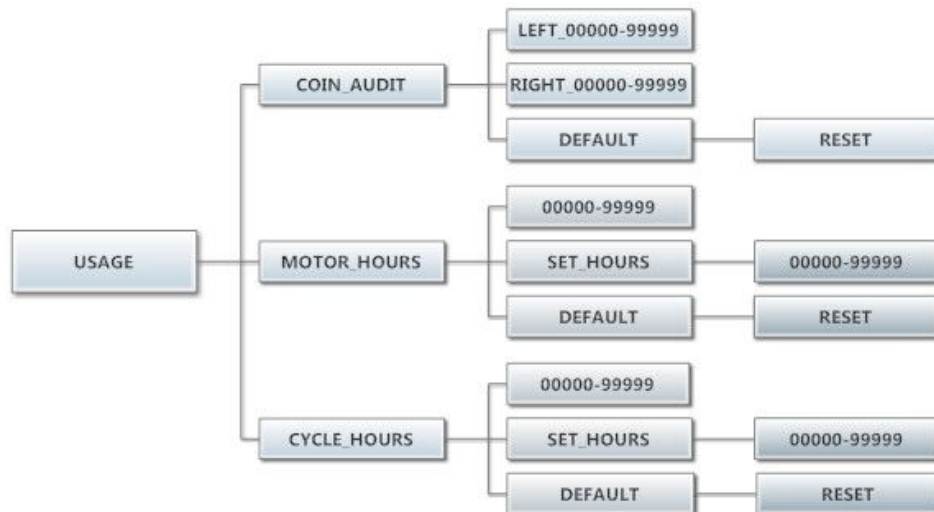 LEFT_00000-99999
COIN_AUDIT
RIGHT_00000-99999
DEFAULT
RESET
00000-99999
USAGE
MOTOR_HOURS
SET_HOURS
00000-99999
DEFAULT
RESET
00000-99999
CYCLE_HOURS
SET_HOURS
00000-99999
DEFAULT
RESET